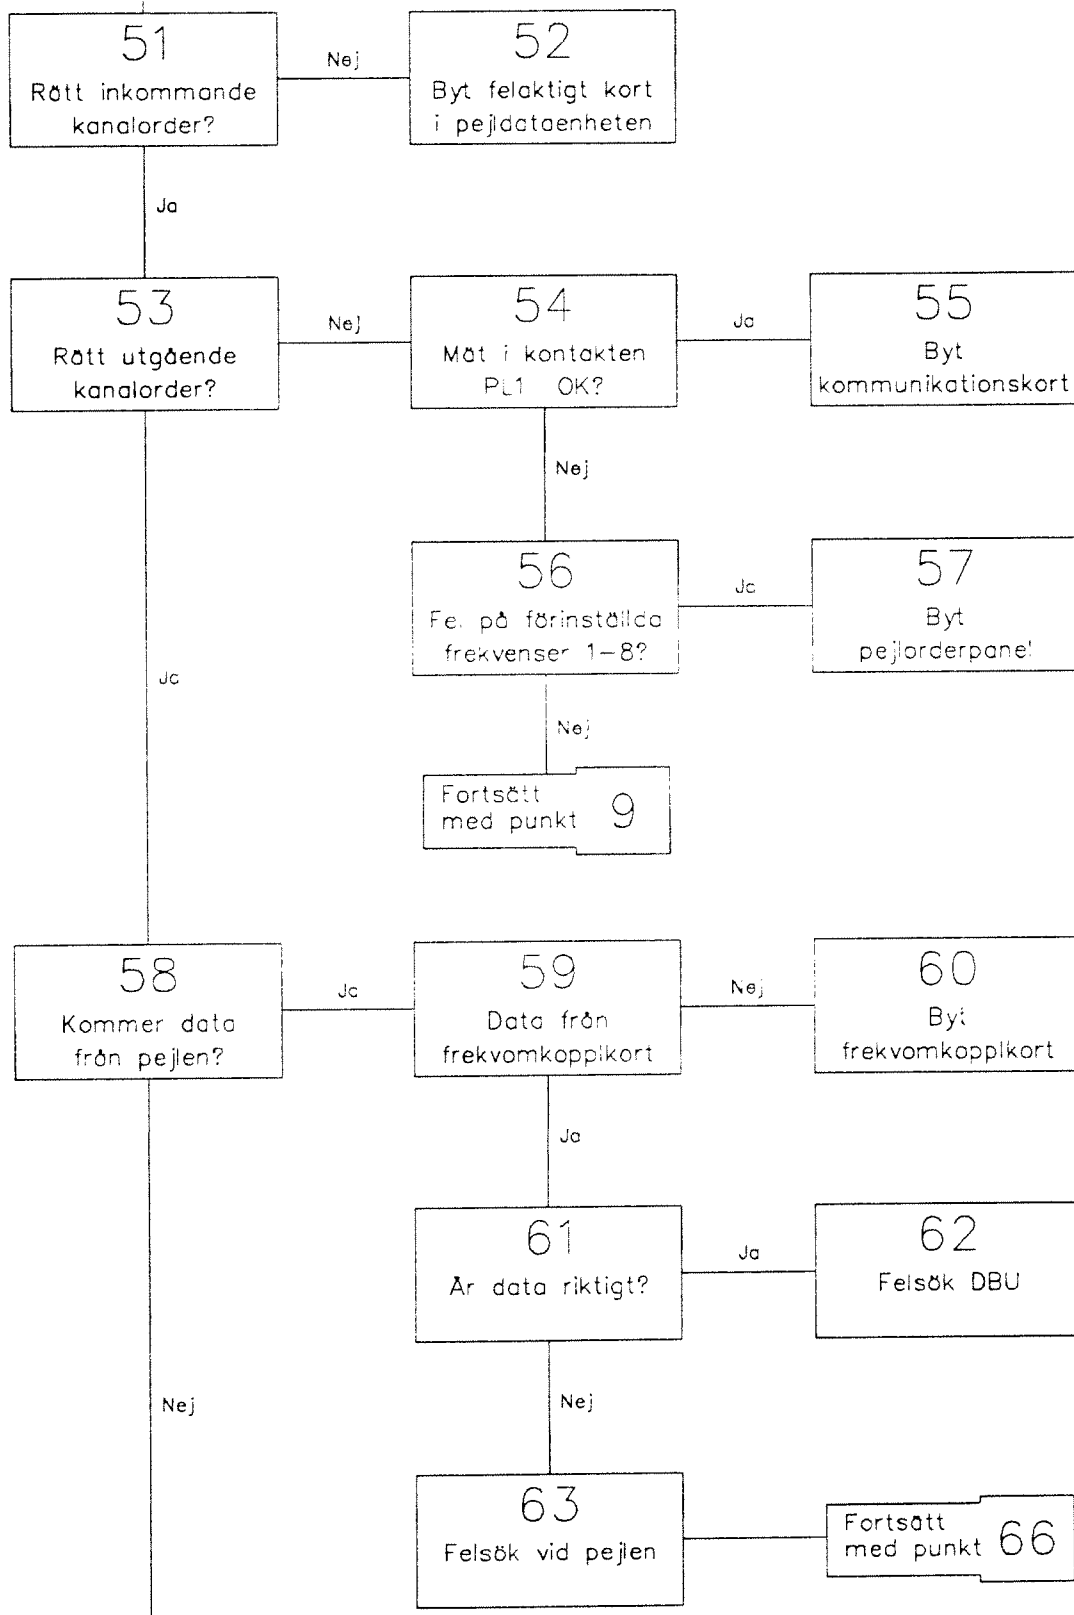 51
Rätt inkommande
kanalorder?
Nej
52
Byt felaktigt kort
i pejldataenheten
Ja
53
Rätt utgående
kanalorder?
Nej
54
Mät i kontakten
PL1 OK?
Ja
55
Byt
kommunikationskort
Nej
56
Fel på förinställda
frekvenser 1-8?
Ja
57
Byt
pejlorderpanel
Ja
Nej
Fortsätt
med punkt 9
58
Kommer data
från pejlen?
Ja
59
Data från
frekvomkopplkort
Nej
60
Byt
frekvomkopplkort
Ja
61
Är data riktigt?
Ja
62
Felsök DBU
Nej
Nej
63
Felsök vid pejlen
Fortsätt
med punkt 66